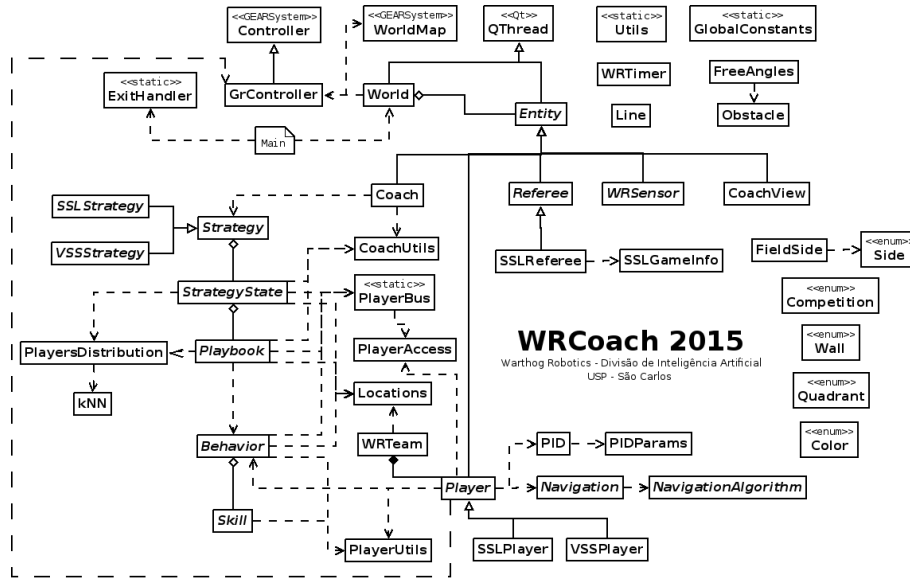 <<GEARSystem>>
Controller
<<GEARSystem>>
WorldMap
<<Qt>>
QThread
<<static>>
Utils
<<static>>
GlobalConstants
<<static>>
ExitHandler
GrController
World
WRTimer
FreeAngles
Entity
Line
Obstacle
Main
SSLStrategy
Strategy
VSSStrategy
Coach
Referee
WRSensor
CoachView
CoachUtils
SSLReferee
SSLGameInfo
FieldSide
<<enum>>
Side
StrategyState
<<static>>
PlayerBus
<<enum>>
Competition
PlayersDistribution
Playbook
PlayerAccess
WRCoach 2015
Warthog Robotics - Divisão de Inteligência Artificial
USP - São Carlos
<<enum>>
Wall
kNN
Locations
<<enum>>
Quadrant
Behavior
WRTeam
PID
PIDParams
<<enum>>
Color
Player
Navigation
NavigationAlgorithm
Skill
PlayerUtils
SSLPlayer
VSSPlayer